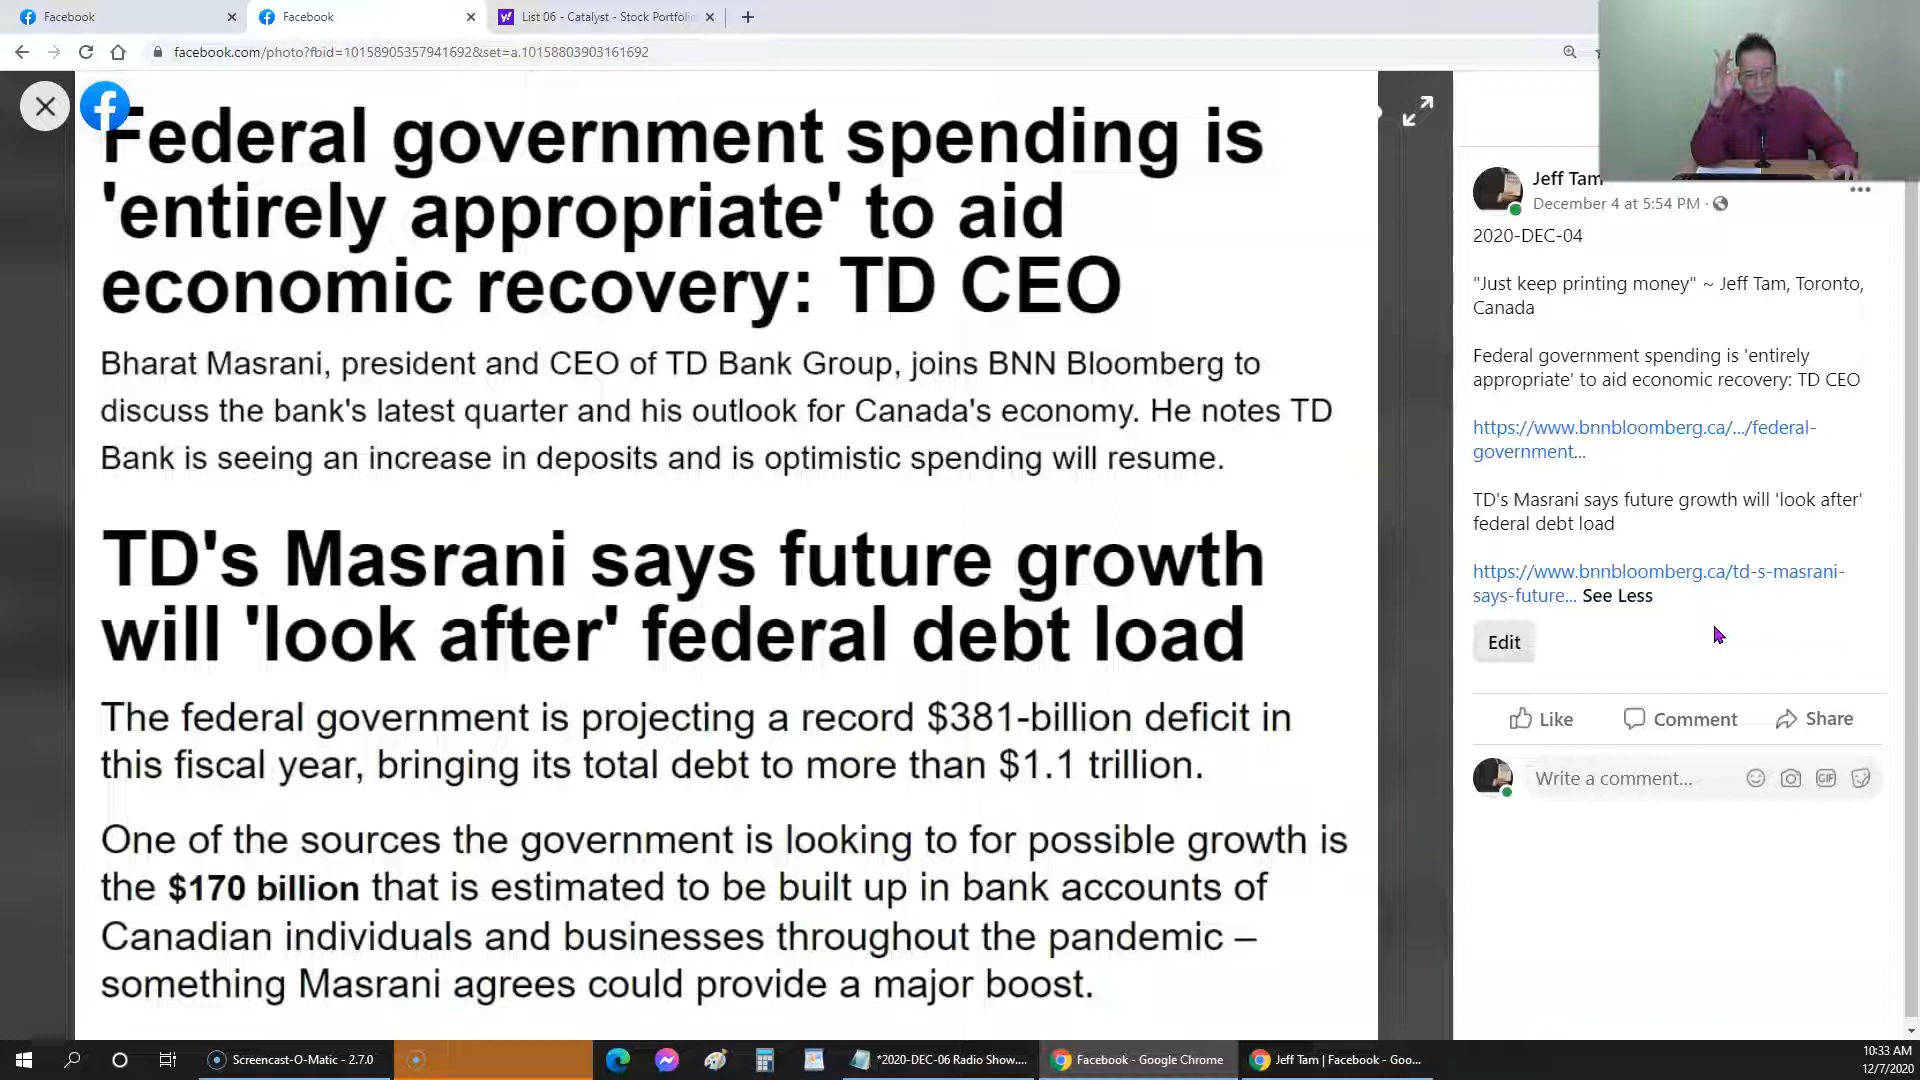 Facebook
Facebook
List 06 - Catalyst - Stock Portfoli
facebook.com/photo?fbid=10158905357941692&set=a.10158803903161692
Federal government spending is
'entirely appropriate' to aid
economic recovery: TD CEO
Bharat Masrani, president and CEO of TD Bank Group, joins BNN Bloomberg to
discuss the bank's latest quarter and his outlook for Canada's economy. He notes TD
Bank is seeing an increase in deposits and is optimistic spending will resume.
TD's Masrani says future growth
will 'look after' federal debt load
The federal government is projecting a record $381-billion deficit in
this fiscal year, bringing its total debt to more than $1.1 trillion.
One of the sources the government is looking to for possible growth is
the $170 billion that is estimated to be built up in bank accounts of
Canadian individuals and businesses throughout the pandemic –
something Masrani agrees could provide a major boost.
Jeff Tam
December 4 at 5:54 PM ·
2020-DEC-04
"Just keep printing money" ~ Jeff Tam, Toronto,
Canada
Federal government spending is 'entirely
appropriate' to aid economic recovery: TD CEO
https://www.bnnbloomberg.ca/.../federal-
government...
TD's Masrani says future growth will 'look after'
federal debt load
https://www.bnnbloomberg.ca/td-s-masrani-
says-future... See Less
Edit
Like Comment Share
Write a comment...
GIF
Screencast-O-Matic - 2.7.0
*2020-DEC-06 Radio Show....
Facebook - Google Chrome
Jeff Tam | Facebook - Goo...
10:33 AM
12/7/2020